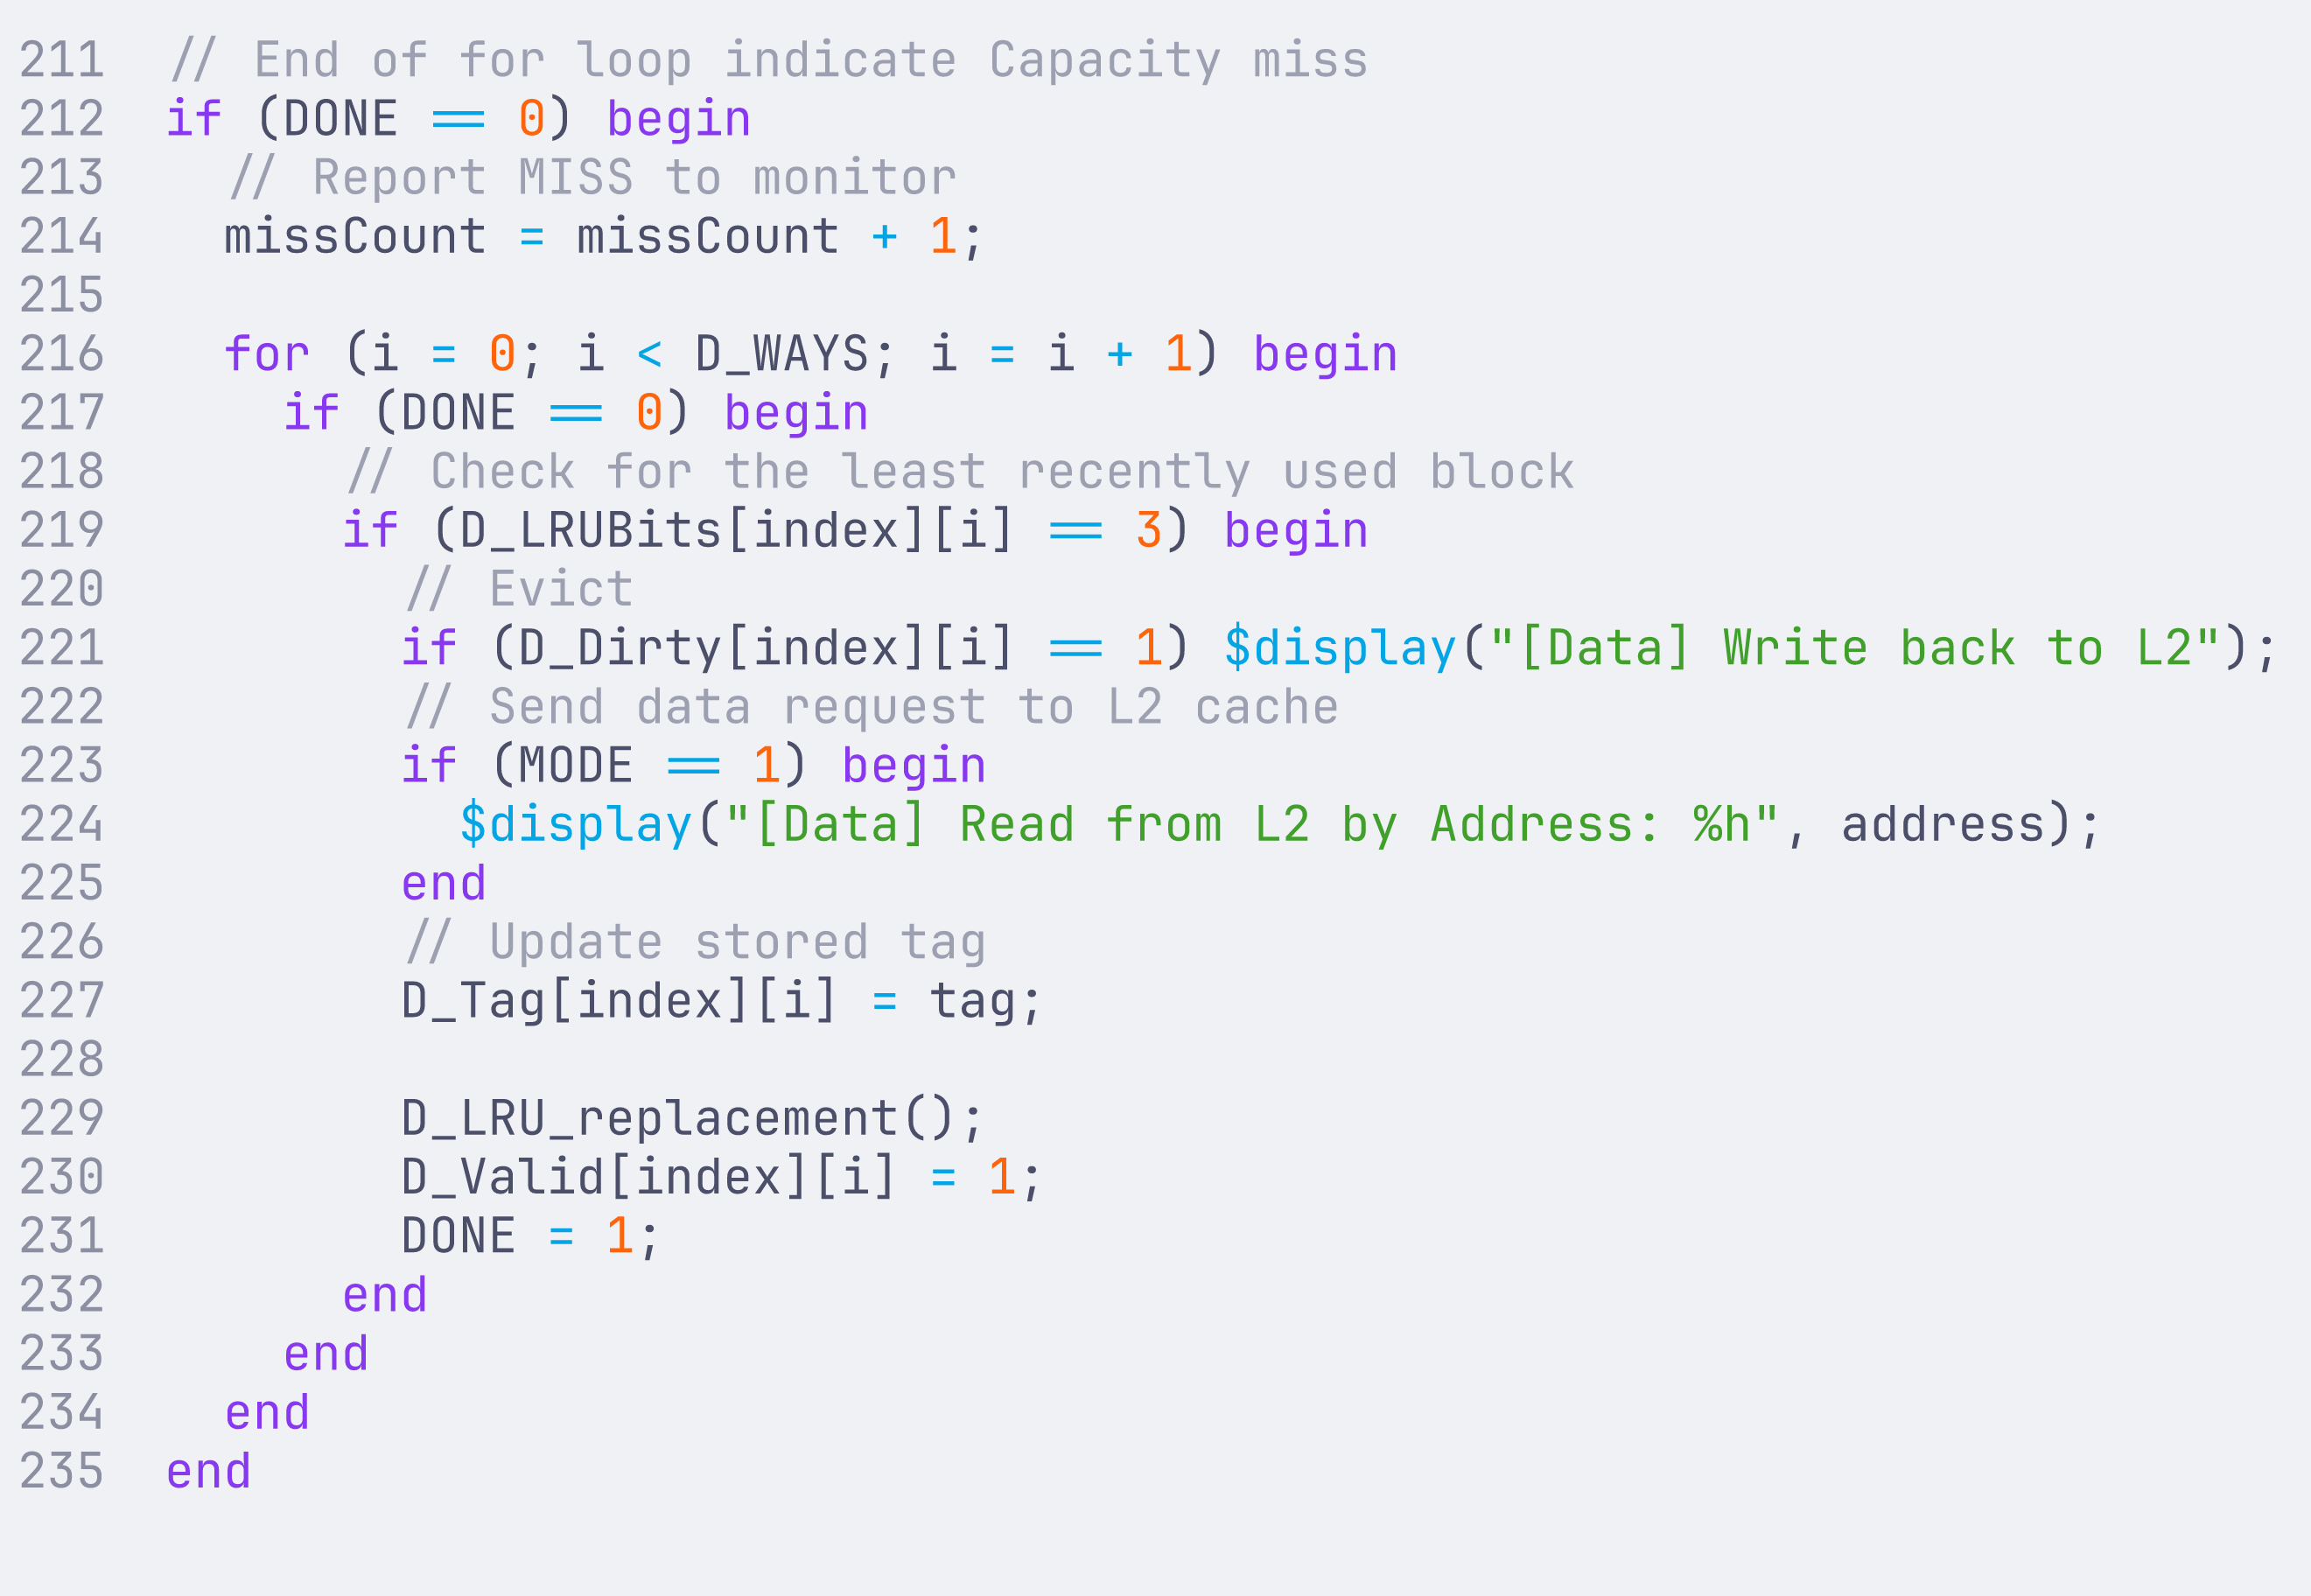 211 // End of for loop indicate Capacity miss
212 if (DONE == 0) begin
213   // Report MISS to monitor
214   missCount = missCount + 1;
215
216   for (i = 0; i < D_WAYS; i = i + 1) begin
217     if (DONE == 0) begin
218       // Check for the least recently used block
219       if (D_LRUBits[index][i] == 3) begin
220         // Evict
221         if (D_Dirty[index][i] == 1) $display("[Data] Write back to L2");
222         // Send data request to L2 cache
223         if (MODE == 1) begin
224           $display("[Data] Read from L2 by Address: %h", address);
225         end
226         // Update stored tag
227         D_Tag[index][i] = tag;
228
229         D_LRU_replacement();
230         D_Valid[index][i] = 1;
231         DONE = 1;
232       end
233     end
234   end
235 end